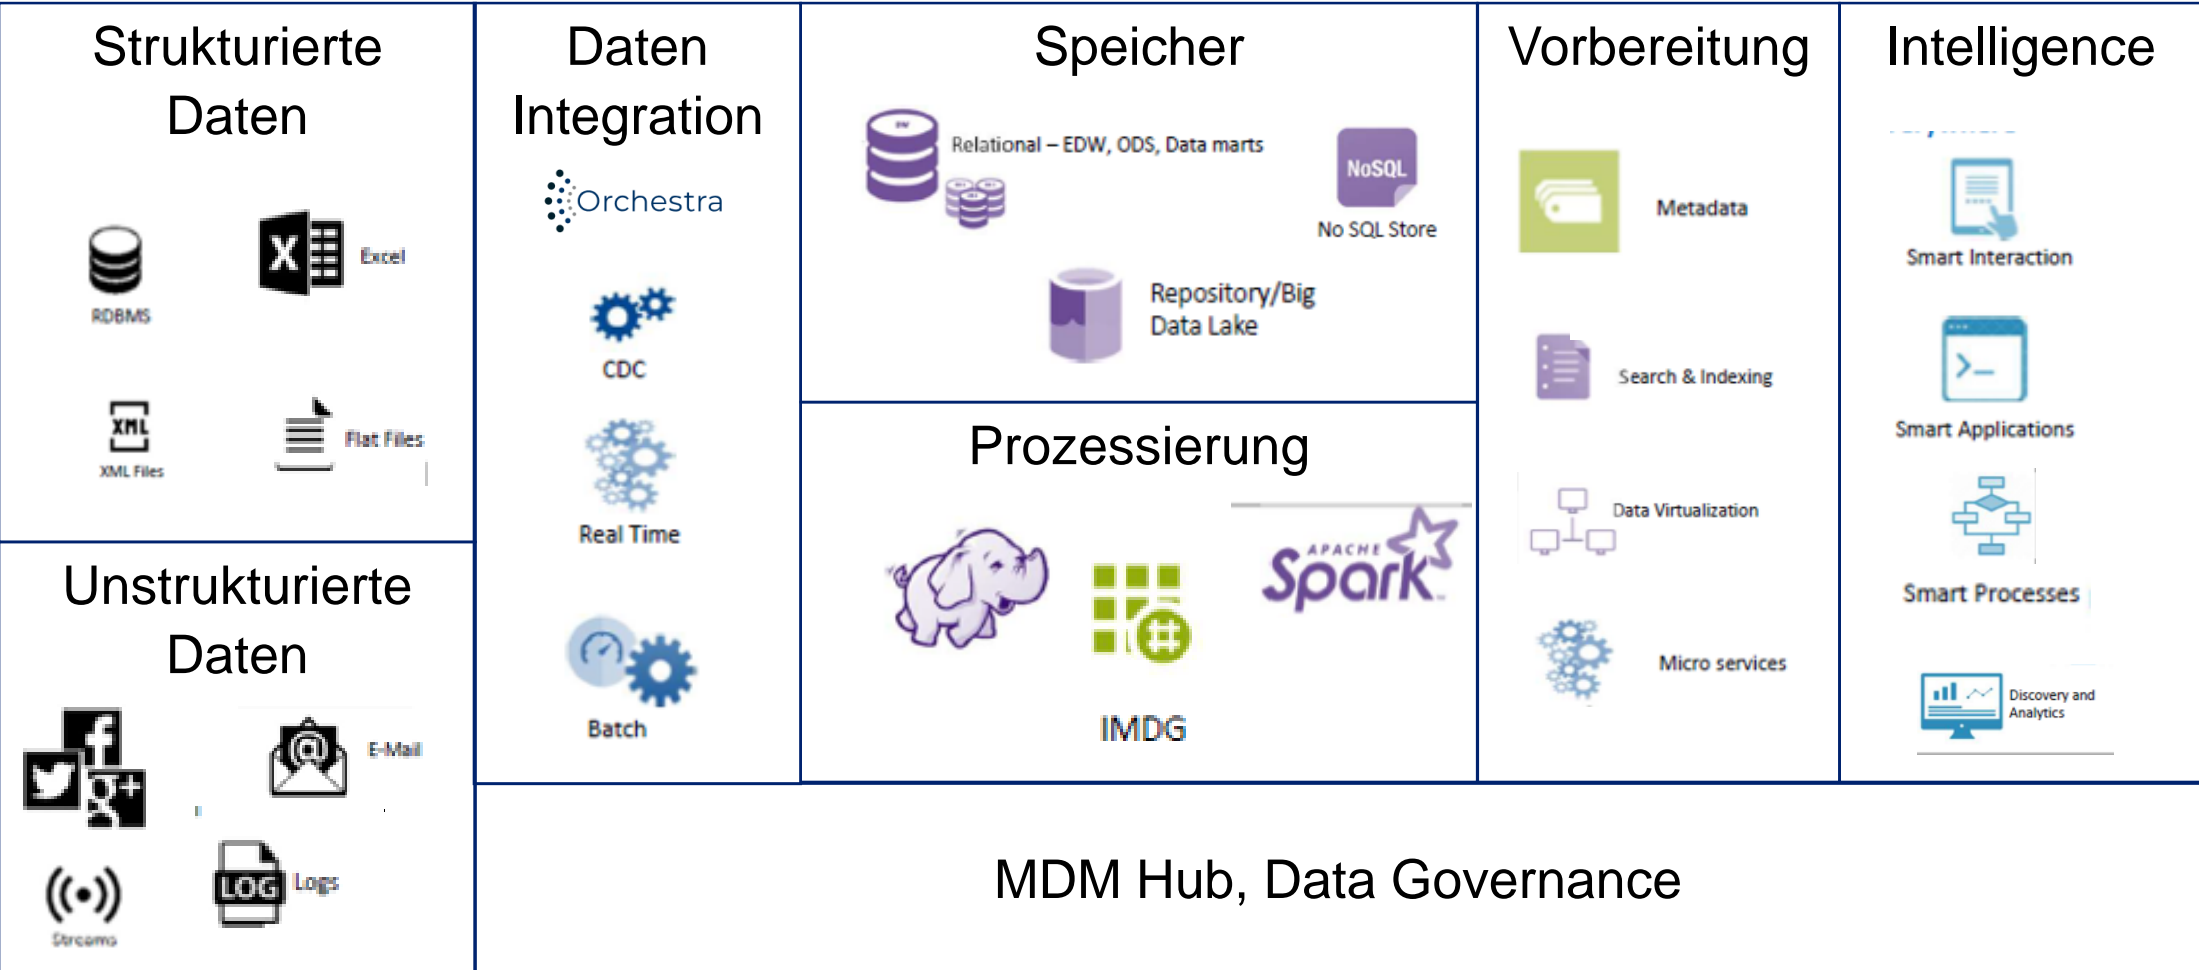 Strukturierte
Daten
RDBMS
Excel
XML
XML Files
Flat Files
Unstrukturierte
Daten
E-Mail
Streams
LOG
Logs
Daten
Integration
Orchestra
CDC
Real Time
Batch
Speicher
Relational – EDW, ODS, Data marts
NoSQL
No SQL Store
Repository/Big
Data Lake
Prozessierung
IMDG
APACHE
Spark
Vorbereitung
Metadata
Search & Indexing
Data Virtualization
Micro services
Intelligence
Smart Interaction
Smart Applications
Smart Processes
Discovery and
Analytics
MDM Hub, Data Governance